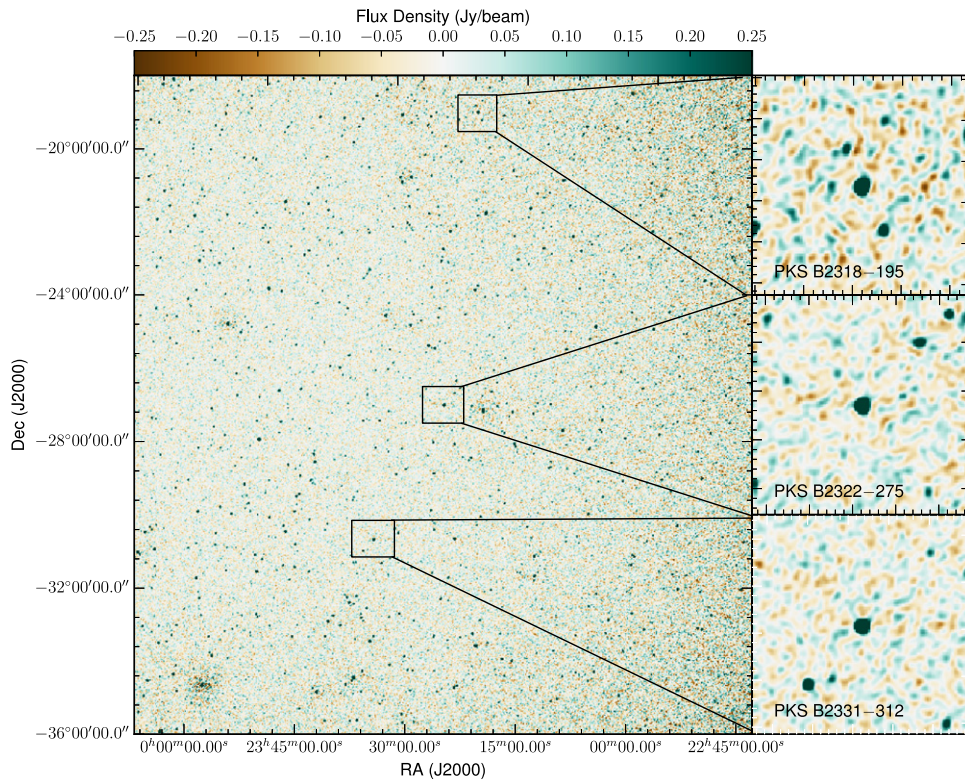 Flux Density (Jy/beam)
−0.25 −0.20 −0.15 −0.10 −0.05 0.00 0.05 0.10 0.15 0.20 0.25
−20°00′00.0″
−24°00′00.0″
−28°00′00.0″
−32°00′00.0″
−36°00′00.0″
Dec (J2000)
PKS B2318−195
PKS B2322−275
PKS B2331−312
0ʰ00ᵐ00.00ˢ 23ʰ45ᵐ00.00ˢ 30ᵐ00.00ˢ 15ᵐ00.00ˢ 00ᵐ00.00ˢ 22ʰ45ᵐ00.00ˢ
RA (J2000)